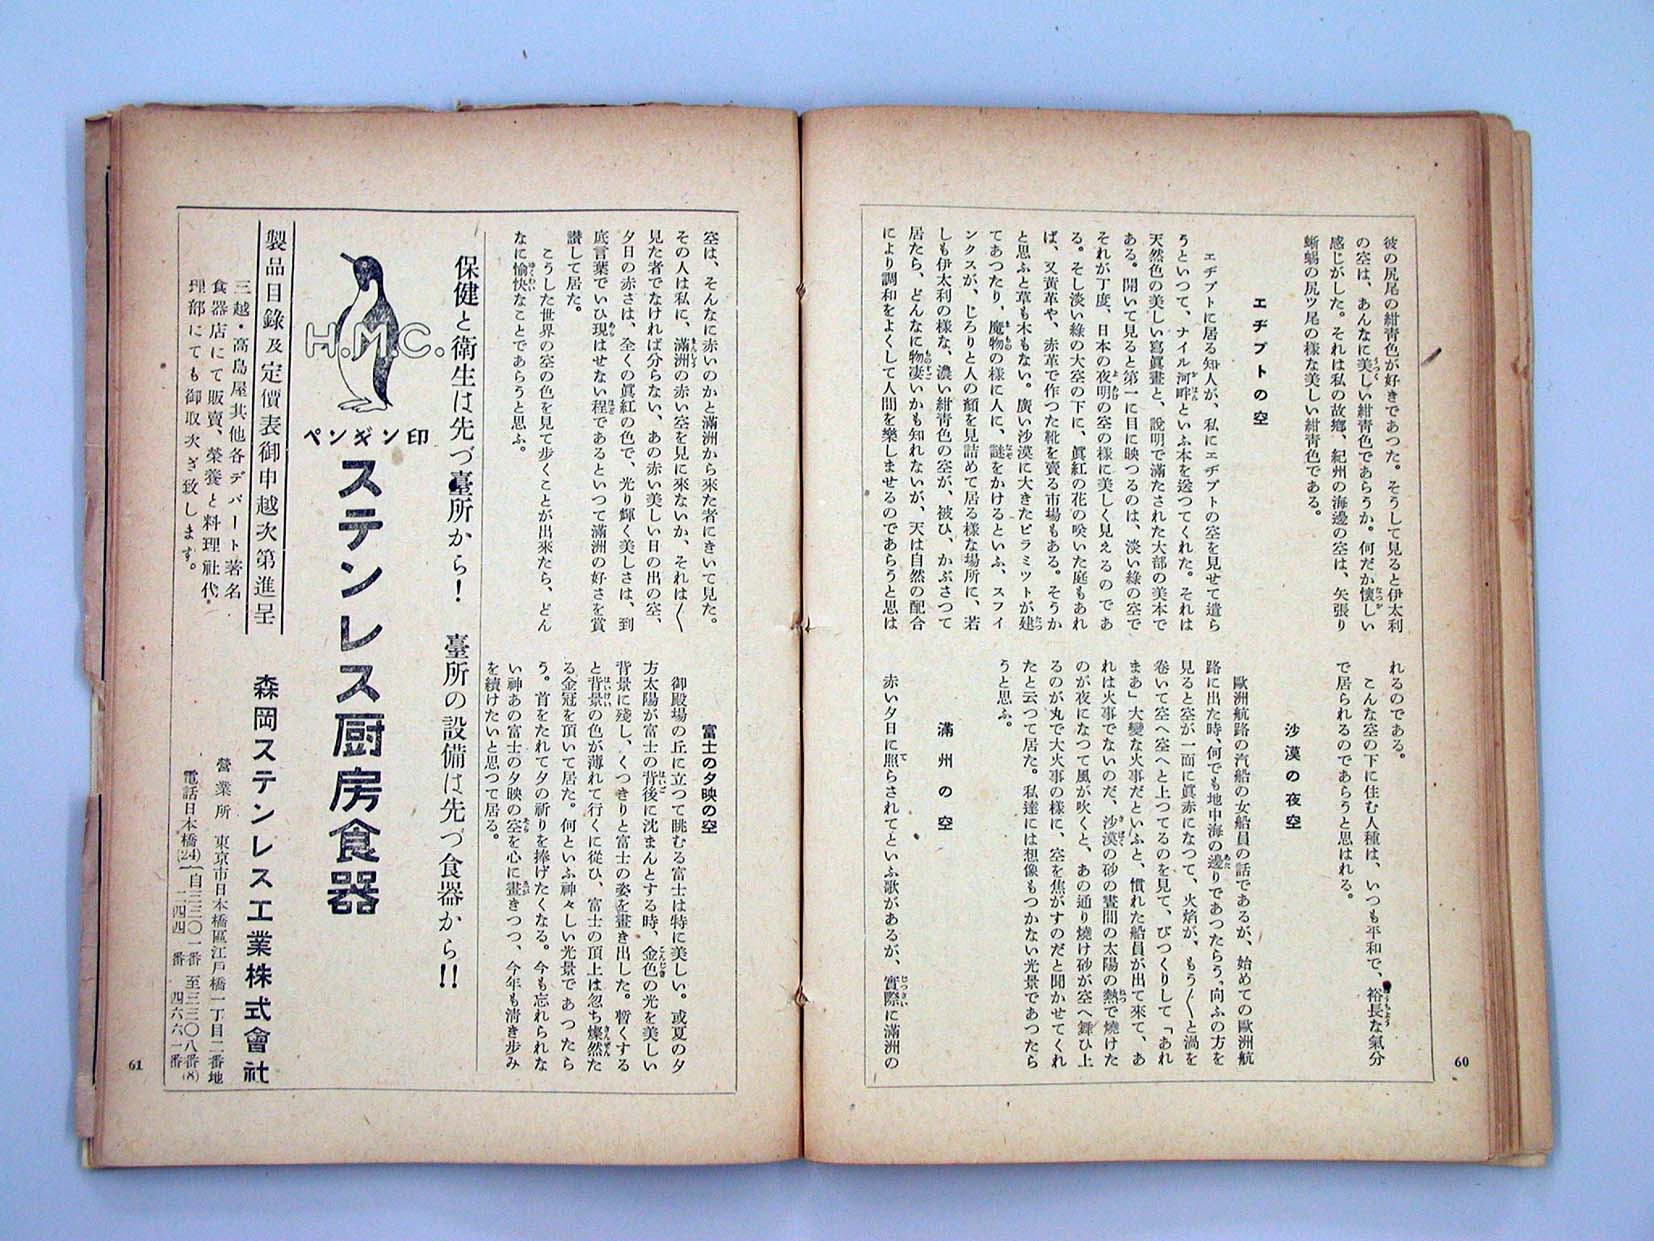 彼の尻尾の紺靑色が好きであつた。そうして見ると伊太利
の空は、あんなに美しい紺靑色であらうか。何だか懷しい
感じがした。それは私の故鄕、紀州の海邊の空は、矢張り
蜥蜴の尻ツ尾の樣な美しい紺靑色である。
エヂプトの空
エヂプトに居る知人が、私にエヂプトの空を見せて遣ら
うといつて、ナイル河畔といふ本を送つてくれた。それは
天然色の美しい寫眞畫と、說明で滿たされた大部の美本で
ある。開いて見ると第一に目に映つるのは、淡い綠の空で
それが丁度、日本の夜明の空の樣に美しく見えるのであ
る。そし淡い綠の大空の下に、眞紅の花の咲いた庭もあれ
ば、又黃革や、赤革で作つた靴を賣る市場もある。そうか
と思ふと草も木もない。廣い沙漠に大きたピラミツトが建
てあつたり、魔物の樣に人に、謎をかけるといふ、スフイ
ンクスが、じろりと人の顏を見詰めて居る樣な場所に、若
しも伊太利の樣な、濃い紺靑色の空が、被ひ、かぶさつて
居たら、どんなに物凄いかも知れないが、天は自然の配合
により調和をよくして人間を樂しませるのであらうと思は
れるのである。
こんな空の下に住む人種は、いつも平和で、裕長な氣分
で居られるのであらうと思はれる。
沙漠の夜空
歐洲航路の汽船の女船員の話であるが、始めての歐洲航
路に出た時、何でも地中海の邊りであつたらう。向ふの方を
見ると空が一面に眞赤になつて、火焰が、もう〱と渦を
卷いて空へ空へと上つてるのを見て、びつくりして「あれ
まあ」大變な火事だといふと、慣れた船員が出て來て、あ
れは火事でないのだ、沙漠の砂の晝間の太陽の熱で燒けた
のが夜になつて風が吹くと、あの通り燒け砂が空へ舞ひ上
るのが丸で大火事の樣に、空を焦がすのだと聞かせてくれ
たと云つて居た。私達には想像もつかない光景であつたら
うと思ふ。
滿州の空
赤い夕日に照らされてといふ歌があるが、實際に滿洲の
60
空は、そんなに赤いのかと滿洲から來た者にきいて見た。
その人は私に、滿洲の赤い空を見に來ないか、それは〱
見た者でなければ分らない、あの赤い美しい日の出の空、
夕日の赤さは、全くの眞紅の色で、光り輝く美しさは、到
底言葉でいひ現はせない程であるといつて滿洲の好さを賞
讃して居た。
こうした世界の空の色を見て步くことが出來たら、どん
なに愉快なことであらうと思ふ。
富士の夕映の空
御殿場の丘に立つて眺むる富士は特に美しい。或夏の夕
方太陽が富士の背後に沈まんとする時、金色の光を美しい
背景に殘し、くつきりと富士の姿を畫き出した。暫くする
と背景の色が薄れて行くに從ひ、富士の頂上は忽ち燦然た
る金冠を頂いて居た。何といふ神々しい光景であつたら
う。首をたれて夕の祈りを捧げたくなる。今も忘れられな
い神あの富士の夕映の空を心に畫きつつ、今年も淸き步み
を續けたいと思つて居る。
保健と衛生は先づ臺所から! 臺所の設備は先づ食器から!!
H.M.C.
ペンギン印
ステンレス厨房食器
製品目錄及定價表御申越次第進呈
三越・高島屋其他各デパート著名
食器店にて販賣、榮養と料理社代
理部にても御取次ぎ致します。
森岡ステンレス工業株式會社
營業所 東京市日本橋區江戶橋一丁目二番地
電話日本橋(24)自三三〇一番至三三〇八番(8)
二四四番 四六六一番
61